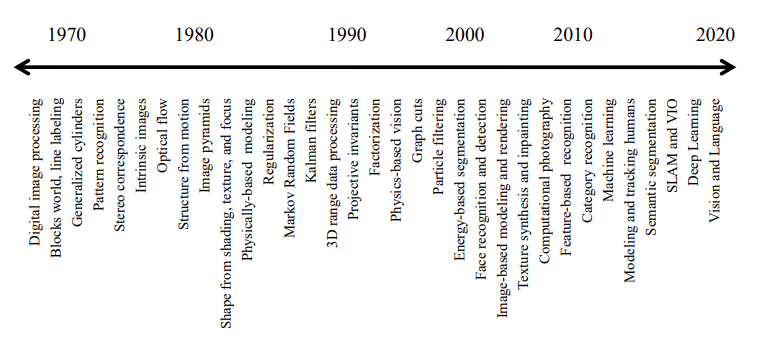 1970 1980 1990 2000 2010 2020
Digital image processing
Blocks world, line labeling
Generalized cylinders
Pattern recognition
Stereo correspondence
Intrinsic images
Optical flow
Structure from motion
Image pyramids
Shape from shading, texture, and focus
Physically-based modeling
Regularization
Markov Random Fields
Kalman filters
3D range data processing
Projective invariants
Factorization
Physics-based vision
Graph cuts
Particle filtering
Energy-based segmentation
Face recognition and detection
Image-based modeling and rendering
Texture synthesis and inpainting
Computational photography
Feature-based recognition
Category recognition
Machine learning
Modeling and tracking humans
Semantic segmentation
SLAM and VIO
Deep Learning
Vision and Language